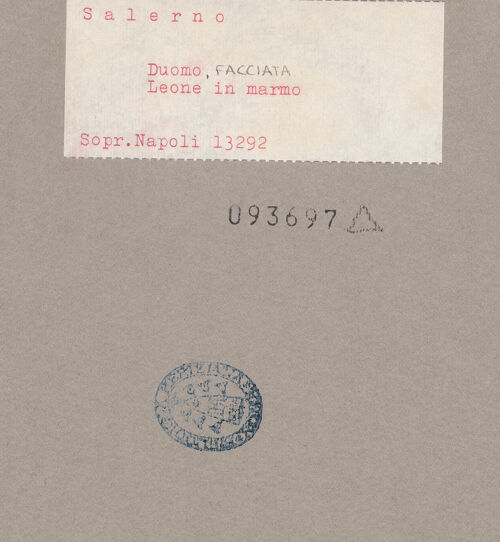 Salerno
Duomo, FACCIATA
Leone in marmo
Sopr.Napoli 13292
093697